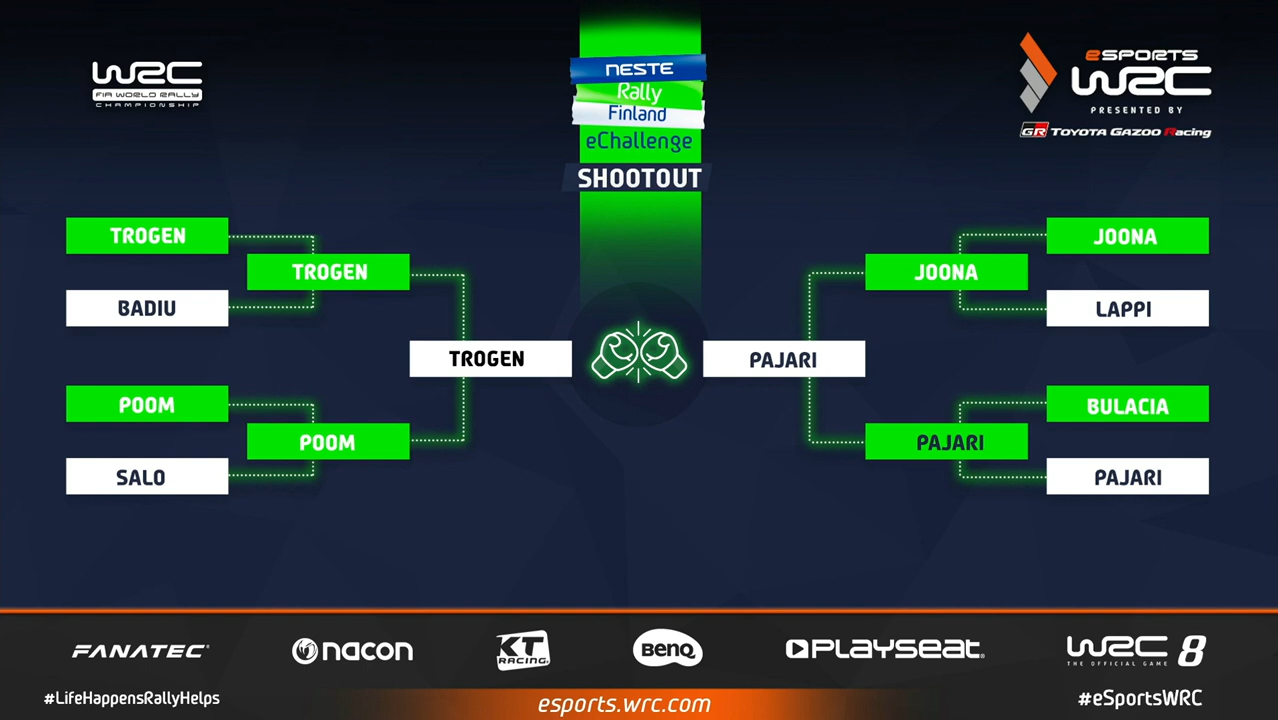 WRC
FIA WORLD RALLY
CHAMPIONSHIP
NESTE
Rally
Finland
eChallenge
SHOOTOUT
eSPORTS
WRC
PRESENTED BY
GR TOYOTA GAZOO Racing
TROGEN
TROGEN
BADIU
TROGEN
POOM
POOM
SALO
JOONA
JOONA
LAPPI
PAJARI
BULACIA
PAJARI
PAJARI
FANATEC
nacon
KT
RACING
BENQ
PLAYSEAT
WRC 8
THE OFFICIAL GAME
#LifeHappensRallyHelps
esports.wrc.com
#eSportsWRC